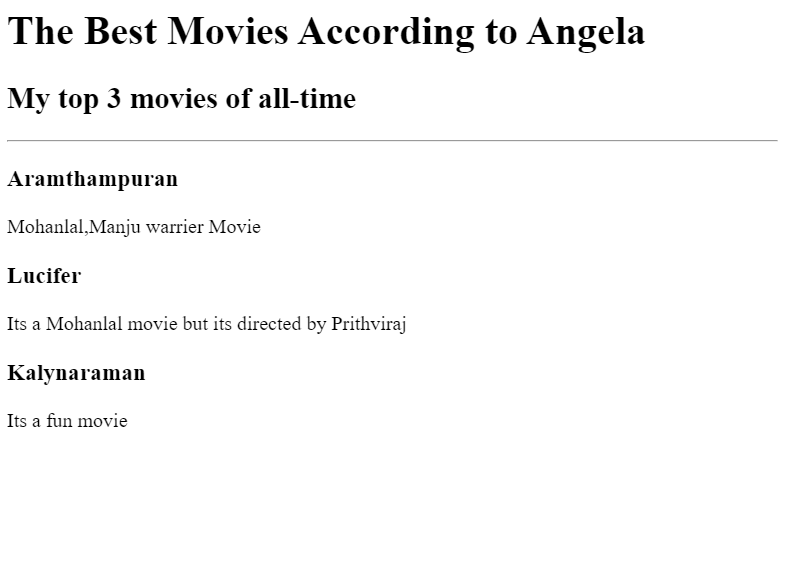 The Best Movies According to Angela
My top 3 movies of all-time
Aramthampuran
Mohanlal,Manju warrier Movie
Lucifer
Its a Mohanlal movie but its directed by Prithviraj
Kalynaraman
Its a fun movie